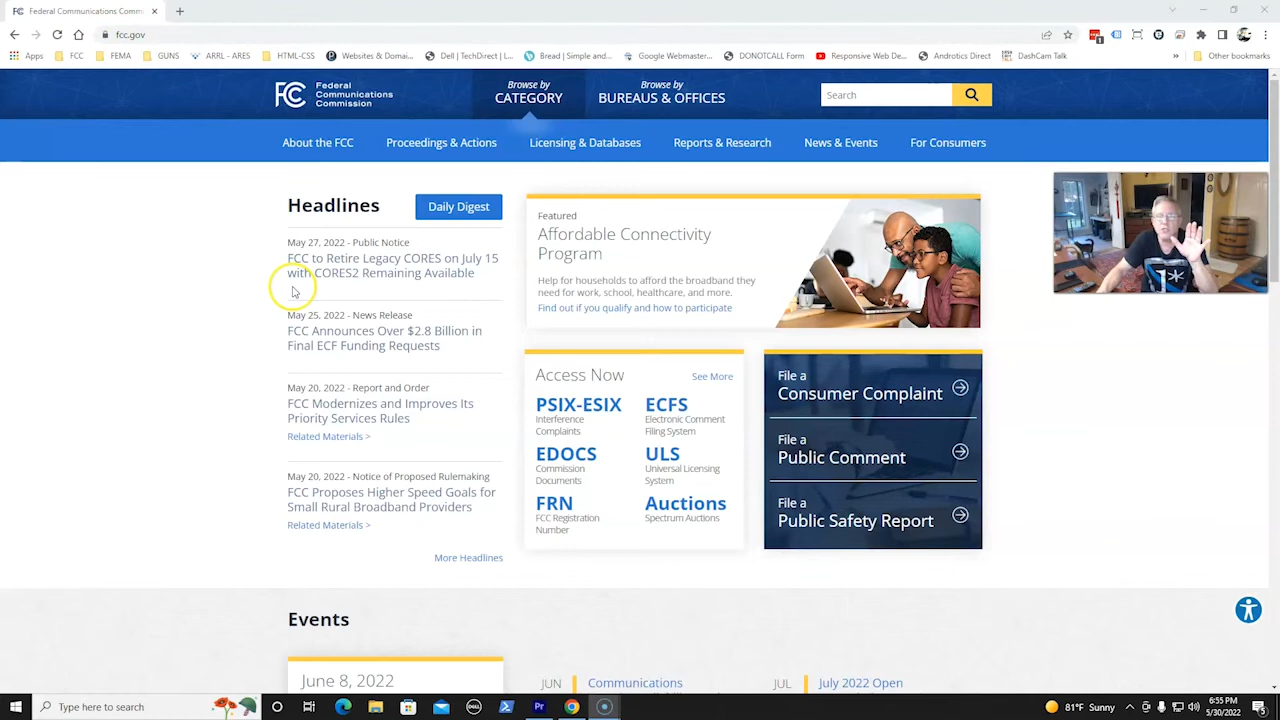 Federal Communications Comm
fcc.gov
Apps
FCC
FEMA
GUNS
ARRL - ARES
HTML-CSS
Websites & Domai...
Dell | TechDirect | L...
Bread | Simple and...
Google Webmaster...
DONOTCALL Form
Responsive Web De...
Androtics Direct
DashCam Talk
»
Other bookmarks
FCC
Federal
Communications
Commission
Browse by
CATEGORY
Browse by
BUREAUS & OFFICES
Search
About the FCC
Proceedings & Actions
Licensing & Databases
Reports & Research
News & Events
For Consumers
Headlines
Daily Digest
May 27, 2022 - Public Notice
FCC to Retire Legacy CORES on July 15
with CORES2 Remaining Available
May 25, 2022 - News Release
FCC Announces Over $2.8 Billion in
Final ECF Funding Requests
May 20, 2022 - Report and Order
FCC Modernizes and Improves Its
Priority Services Rules
Related Materials >
May 20, 2022 - Notice of Proposed Rulemaking
FCC Proposes Higher Speed Goals for
Small Rural Broadband Providers
Related Materials >
More Headlines
Featured
Affordable Connectivity
Program
Help for households to afford the broadband they
need for work, school, healthcare, and more.
Find out if you qualify and how to participate
Access Now
See More
PSIX-ESIX
Interference
Complaints
ECFS
Electronic Comment
Filing System
EDOCS
Commission
Documents
ULS
Universal Licensing
System
FRN
FCC Registration
Number
Auctions
Spectrum Auctions
File a
Consumer Complaint
File a
Public Comment
File a
Public Safety Report
Events
June 8, 2022
JUN
Communications
JUL
July 2022 Open
Type here to search
DELL
Pr
81°F Sunny
6:55 PM
5/30/2022